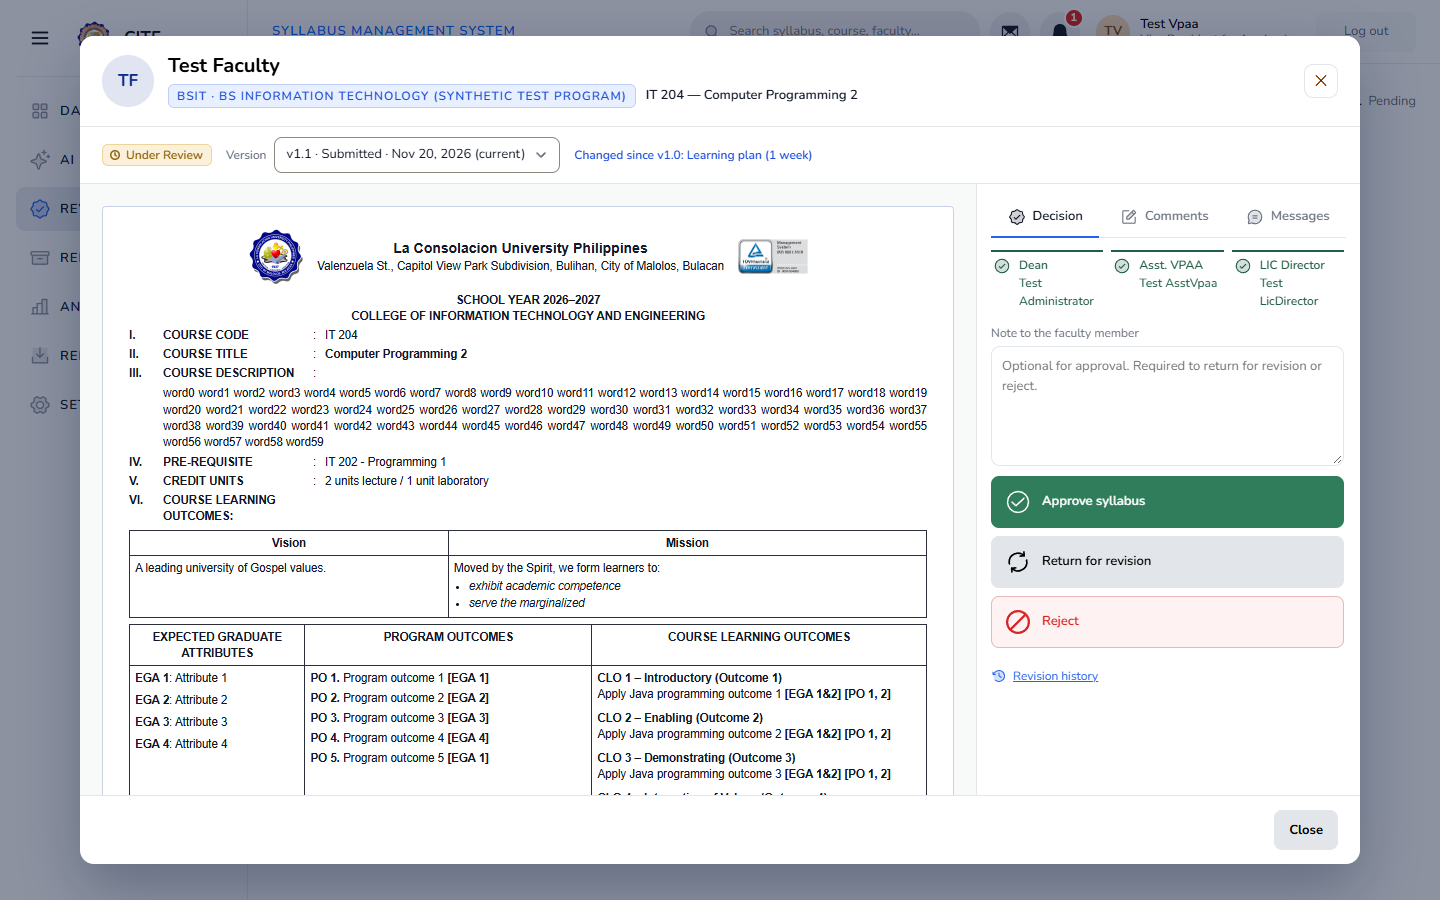 CITE
SYLLABUS MANAGEMENT SYSTEM
Search syllabus, course, faculty...
1
TV
Test Vpaa
Log out
Pending
DA
AI
RE
RE
AN
RE
SE
TF
Test Faculty
BSIT · BS INFORMATION TECHNOLOGY (SYNTHETIC TEST PROGRAM)
IT 204 — Computer Programming 2
Under Review
Version
v1.1 · Submitted · Nov 20, 2026 (current)
Changed since v1.0: Learning plan (1 week)
La Consolacion University Philippines
Valenzuela St., Capitol View Park Subdivision, Bulihan, City of Malolos, Bulacan
SCHOOL YEAR 2026–2027
COLLEGE OF INFORMATION TECHNOLOGY AND ENGINEERING
I. COURSE CODE : IT 204
II. COURSE TITLE : Computer Programming 2
III. COURSE DESCRIPTION :
word0 word1 word2 word3 word4 word5 word6 word7 word8 word9 word10 word11 word12 word13 word14 word15 word16 word17 word18 word19
word20 word21 word22 word23 word24 word25 word26 word27 word28 word29 word30 word31 word32 word33 word34 word35 word36 word37
word38 word39 word40 word41 word42 word43 word44 word45 word46 word47 word48 word49 word50 word51 word52 word53 word54 word55
word56 word57 word58 word59
IV. PRE-REQUISITE : IT 202 - Programming 1
V. CREDIT UNITS : 2 units lecture / 1 unit laboratory
VI. COURSE LEARNING
OUTCOMES:
Vision
Mission
A leading university of Gospel values.
Moved by the Spirit, we form learners to:
• exhibit academic competence
• serve the marginalized
EXPECTED GRADUATE
ATTRIBUTES
PROGRAM OUTCOMES
COURSE LEARNING OUTCOMES
EGA 1: Attribute 1
EGA 2: Attribute 2
EGA 3: Attribute 3
EGA 4: Attribute 4
PO 1. Program outcome 1 [EGA 1]
PO 2. Program outcome 2 [EGA 2]
PO 3. Program outcome 3 [EGA 3]
PO 4. Program outcome 4 [EGA 4]
PO 5. Program outcome 5 [EGA 1]
CLO 1 – Introductory (Outcome 1)
Apply Java programming outcome 1 [EGA 1&2] [PO 1, 2]
CLO 2 – Enabling (Outcome 2)
Apply Java programming outcome 2 [EGA 1&2] [PO 1, 2]
CLO 3 – Demonstrating (Outcome 3)
Apply Java programming outcome 3 [EGA 1&2] [PO 1, 2]
Decision
Comments
Messages
Dean
Test
Administrator
Asst. VPAA
Test AsstVpaa
LIC Director
Test
LicDirector
Note to the faculty member
Optional for approval. Required to return for revision or
reject.
Approve syllabus
Return for revision
Reject
Revision history
Close